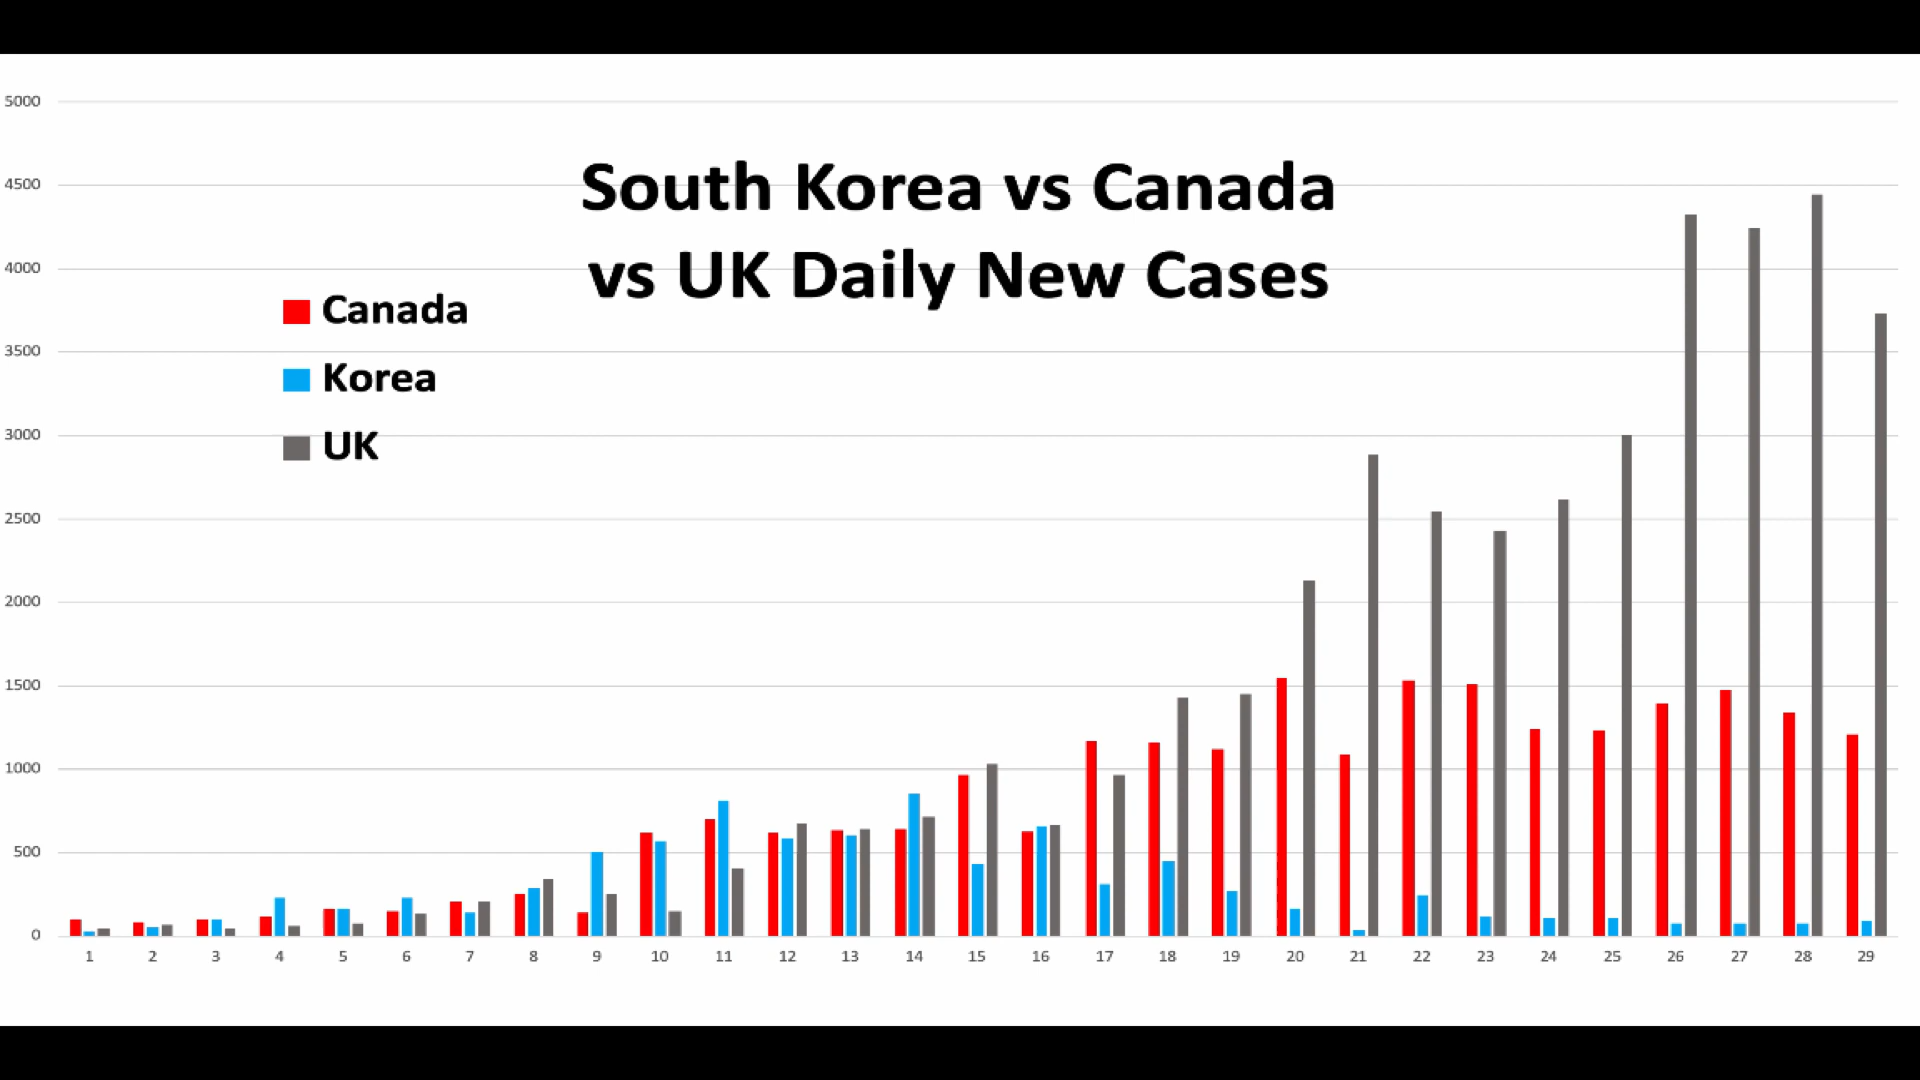 South Korea vs Canada
vs UK Daily New Cases
Canada
Korea
UK
5000
4500
4000
3500
3000
2500
2000
1500
1000
500
0
1 2 3 4 5 6 7 8 9 10 11 12 13 14 15 16 17 18 19 20 21 22 23 24 25 26 27 28 29